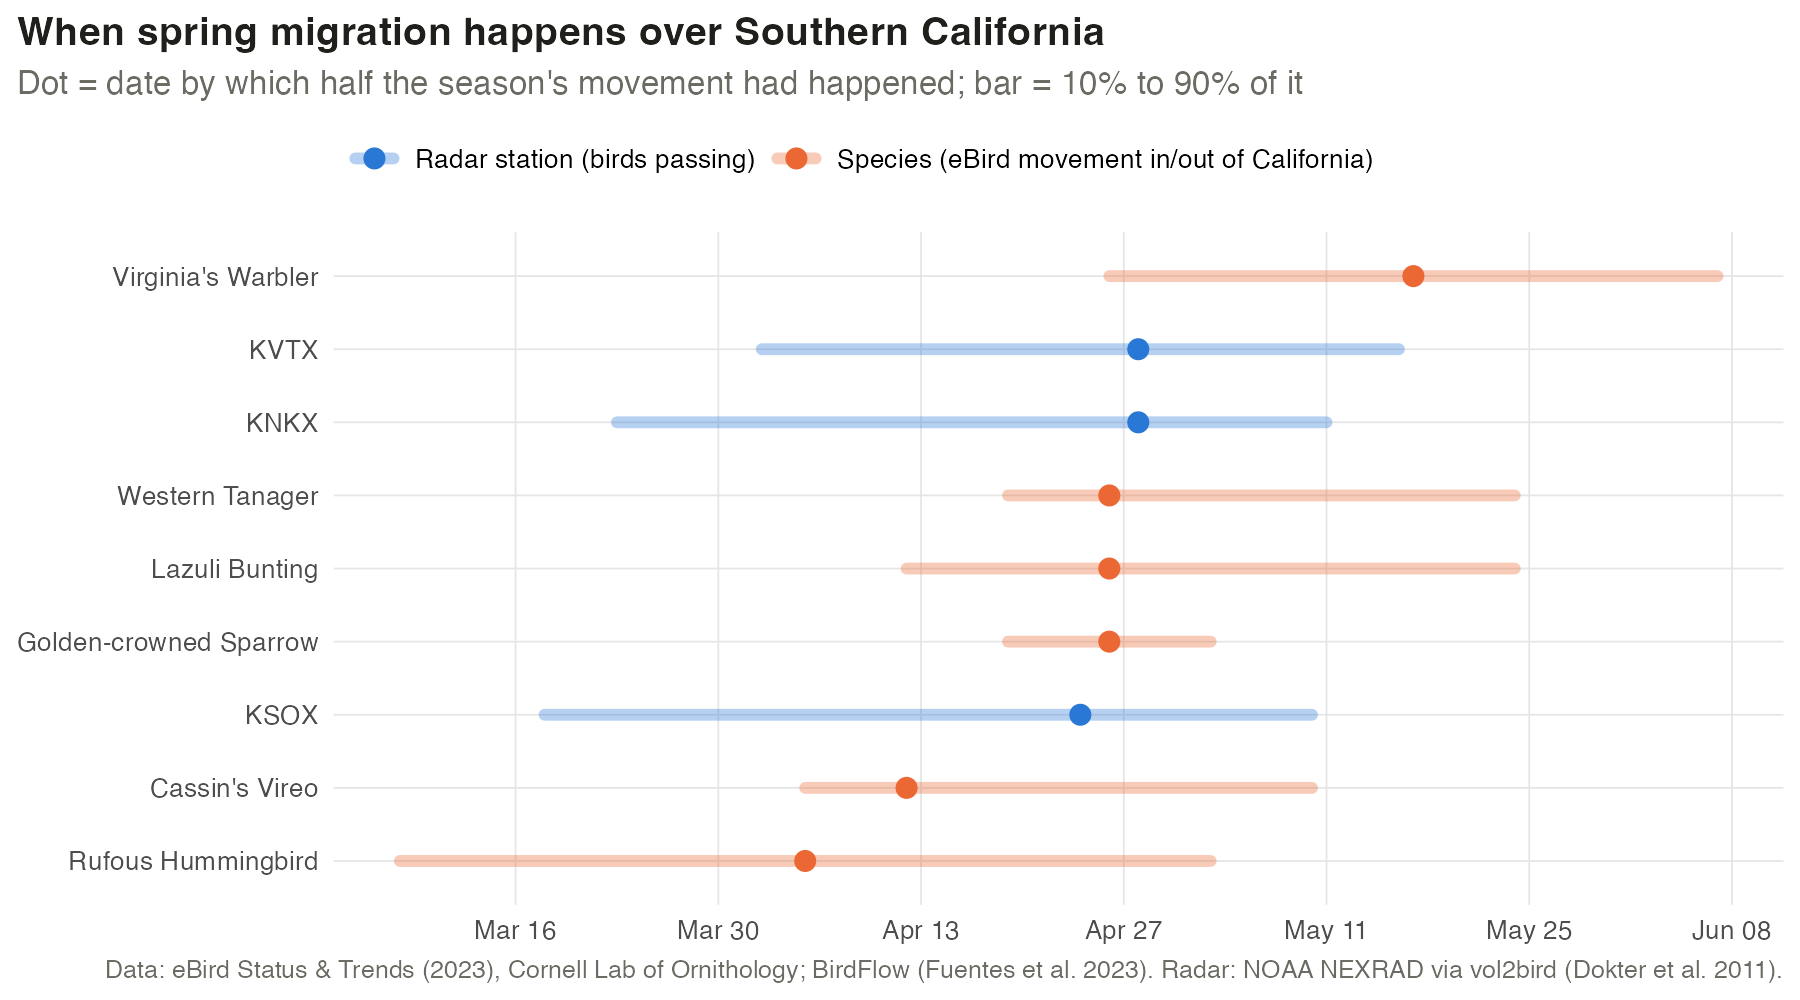 When spring migration happens over Southern California
Dot = date by which half the season's movement had happened; bar = 10% to 90% of it
Radar station (birds passing)
Species (eBird movement in/out of California)
Virginia's Warbler
KVTX
KNKX
Western Tanager
Lazuli Bunting
Golden-crowned Sparrow
KSOX
Cassin's Vireo
Rufous Hummingbird
Mar 16
Mar 30
Apr 13
Apr 27
May 11
May 25
Jun 08
Data: eBird Status & Trends (2023), Cornell Lab of Ornithology; BirdFlow (Fuentes et al. 2023). Radar: NOAA NEXRAD via vol2bird (Dokter et al. 2011).